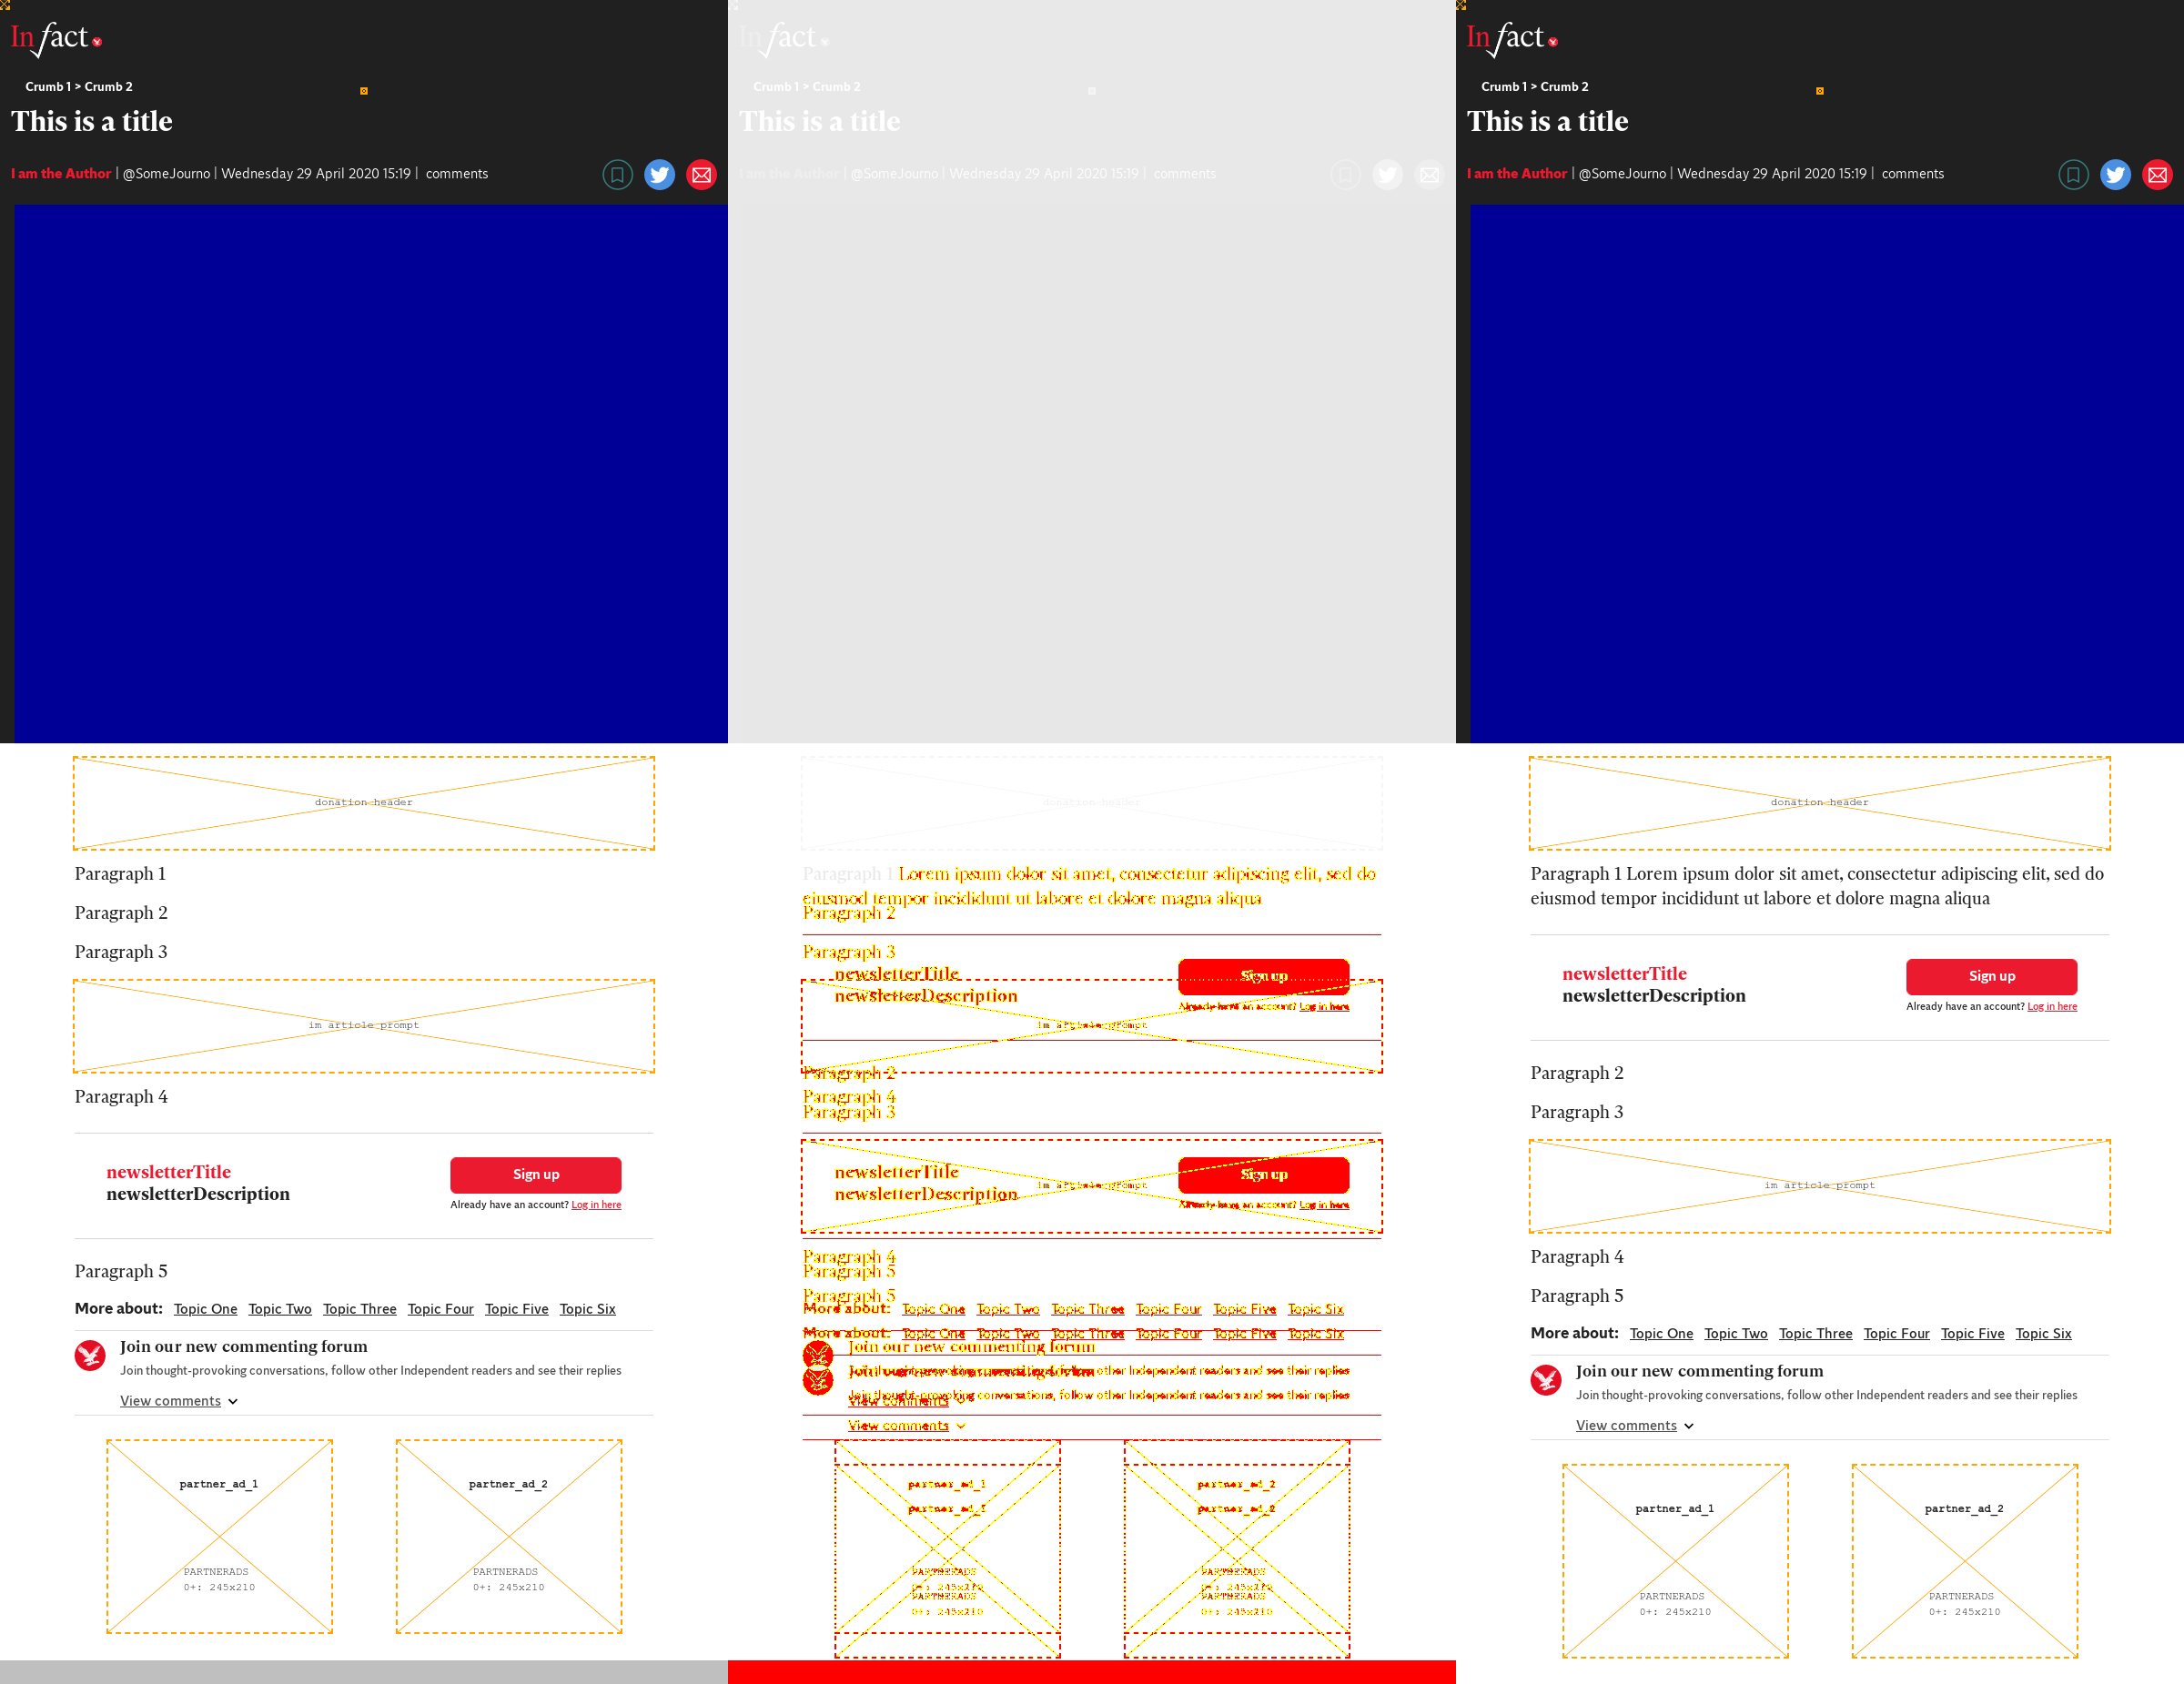 In fact
Crumb 1 > Crumb 2
This is a title
I am the Author | @SomeJourno | Wednesday 29 April 2020 15:19 | comments
donation header
Paragraph 1
Paragraph 2
Paragraph 3
im article prompt
Paragraph 4
newsletterTitle
newsletterDescription
Sign up
Already have an account? Log in here
Paragraph 5
More about: Topic One Topic Two Topic Three Topic Four Topic Five Topic Six
Join our new commenting forum
Join thought-provoking conversations, follow other Independent readers and see their replies
View comments
partner_ad_1
PARTNERADS
0+: 245x210
partner_ad_2
PARTNERADS
0+: 245x210
In fact
Crumb 1 > Crumb 2
This is a title
I am the Author | @SomeJourno | Wednesday 29 April 2020 15:19 | comments
donation header
Paragraph 1 Lorem ipsum dolor sit amet, consectetur adipiscing elit, sed do
eiusmod tempor incididunt ut labore et dolore magna aliqua
Paragraph 2
Paragraph 3
newsletterTitle
newsletterDescription
Sign up
Already have an account? Log in here
im article prompt
Paragraph 2
Paragraph 4
Paragraph 3
newsletterTitle
newsletterDescription
Sign up
Already have an account? Log in here
im article prompt
Paragraph 4
Paragraph 5
Paragraph 5
More about: Topic One Topic Two Topic Three Topic Four Topic Five Topic Six
More about: Topic One Topic Two Topic Three Topic Four Topic Five Topic Six
Join our new commenting forum
Join thought-provoking conversations, follow other Independent readers and see their replies
View comments
View comments
partner_ad_1
partner_ad_1
PARTNERADS
0+: 245x210
PARTNERADS
0+: 245x210
partner_ad_2
partner_ad_2
PARTNERADS
0+: 245x210
PARTNERADS
0+: 245x210
In fact
Crumb 1 > Crumb 2
This is a title
I am the Author | @SomeJourno | Wednesday 29 April 2020 15:19 | comments
donation header
Paragraph 1 Lorem ipsum dolor sit amet, consectetur adipiscing elit, sed do
eiusmod tempor incididunt ut labore et dolore magna aliqua
newsletterTitle
newsletterDescription
Sign up
Already have an account? Log in here
Paragraph 2
Paragraph 3
im article prompt
Paragraph 4
Paragraph 5
More about: Topic One Topic Two Topic Three Topic Four Topic Five Topic Six
Join our new commenting forum
Join thought-provoking conversations, follow other Independent readers and see their replies
View comments
partner_ad_1
PARTNERADS
0+: 245x210
partner_ad_2
PARTNERADS
0+: 245x210